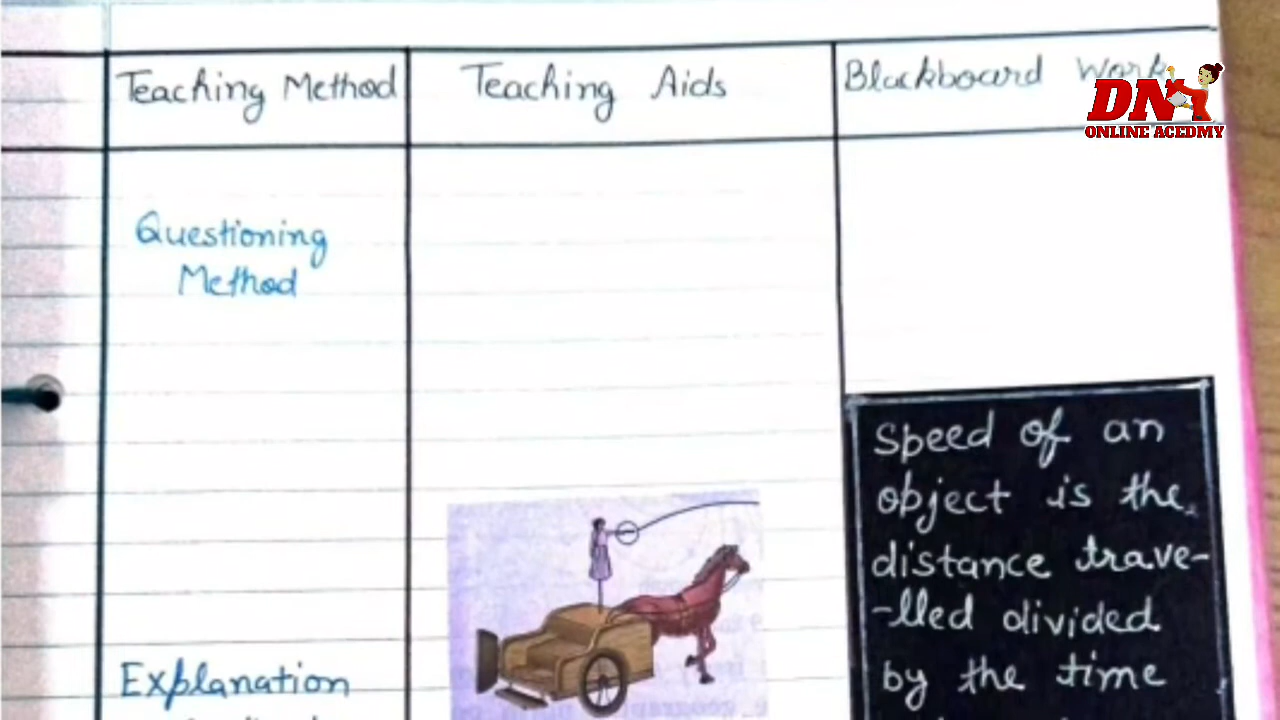 Teaching Method
Teaching Aids
Blackboard Work
DN
ONLINE ACEDMY
Questioning
Method
Speed of an
object is the
distance trave-
-lled divided
by the time
Explanation